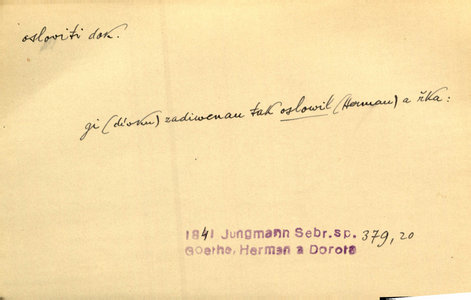 osloviti dok.
gi (dívku) zadiwenau tak oslowil (Herman) a řka:
1841 Jungmann Sebr.sp. 379, 20
Goethe, Herman a Dorota